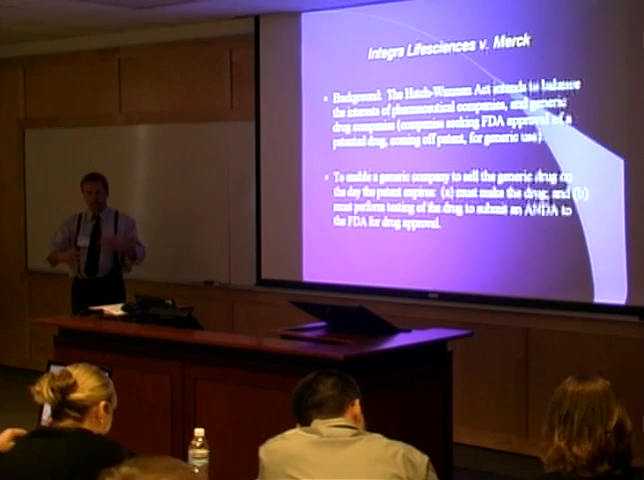 Integra Lifesciences v. Merck
Background: The Hatch-Waxman Act intends to balance
the interests of pharmaceutical companies, and generic
drug companies (companies seeking FDA approval of a
patented drug, coming off patent, for generic use)
To enable a generic company to sell the generic drug on
the day the patent expires: (a) must make the drug; and (b)
must perform testing of the drug to submit an ANDA to
the FDA for drug approval.